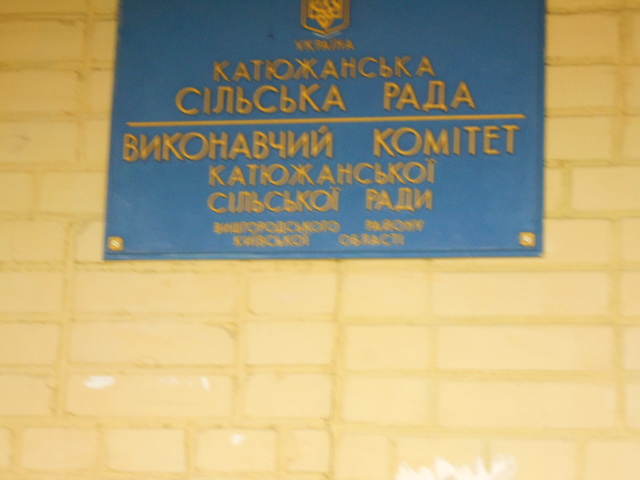 УКРАЇНА
КАТЮЖАНСЬКА
СІЛЬСЬКА РАДА
ВИКОНАВЧИЙ КОМІТЕТ
КАТЮЖАНСЬКОЇ
СІЛЬСЬКОЇ РАДИ
ВИШГОРОДСЬКОГО РАЙОНУ
КИЇВСЬКОЇ ОБЛАСТІ